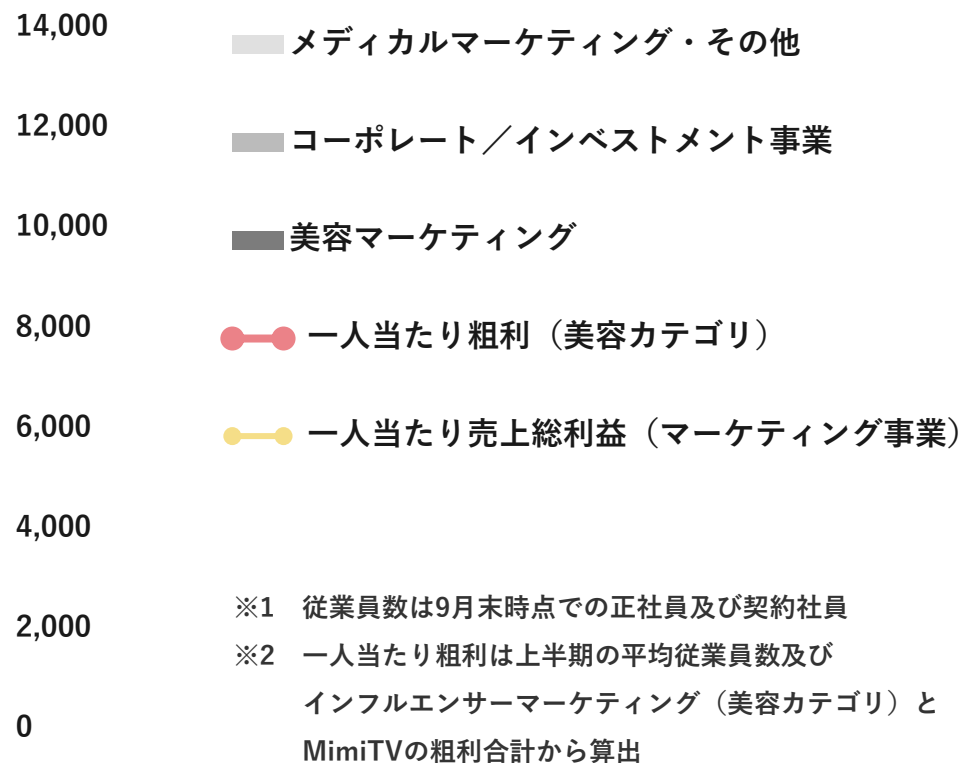 14,000
メディカルマーケティング・その他
12,000
コーポレート／インベストメント事業
10,000
美容マーケティング
8,000
一人当たり粗利（美容カテゴリ）
6,000
一人当たり売上総利益（マーケティング事業）
4,000
※1 従業員数は9月末時点での正社員及び契約社員
2,000
※2 一人当たり粗利は上半期の平均従業員数及び
インフルエンサーマーケティング（美容カテゴリ）と
0
MimiTVの粗利合計から算出